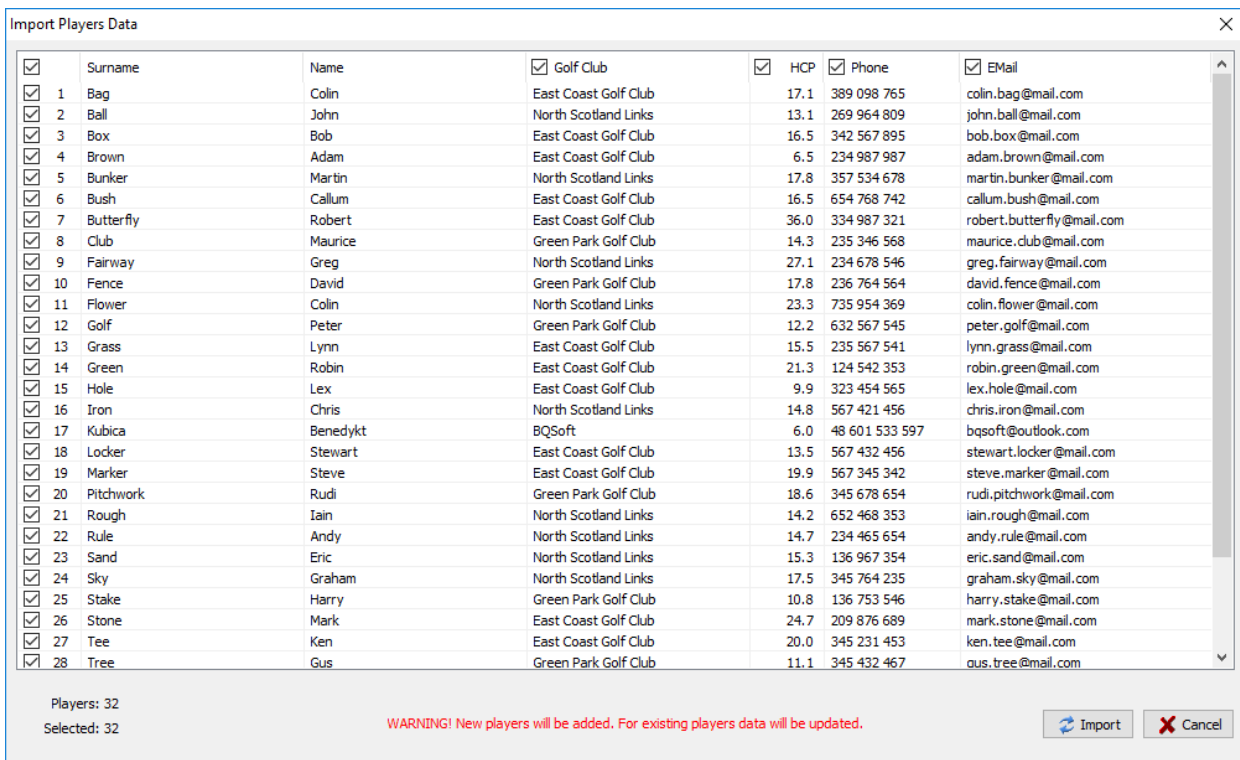 Import Players Data
Surname Name Golf Club HCP Phone EMail
1 Bag Colin East Coast Golf Club 17.1 389 098 765 colin.bag@mail.com
2 Ball John North Scotland Links 13.1 269 964 809 john.ball@mail.com
3 Box Bob East Coast Golf Club 16.5 342 567 895 bob.box@mail.com
4 Brown Adam East Coast Golf Club 6.5 234 987 987 adam.brown@mail.com
5 Bunker Martin North Scotland Links 17.8 357 534 678 martin.bunker@mail.com
6 Bush Callum East Coast Golf Club 16.5 654 768 742 callum.bush@mail.com
7 Butterfly Robert East Coast Golf Club 36.0 334 987 321 robert.butterfly@mail.com
8 Club Maurice Green Park Golf Club 14.3 235 346 568 maurice.club@mail.com
9 Fairway Greg North Scotland Links 27.1 234 678 546 greg.fairway@mail.com
10 Fence David Green Park Golf Club 17.8 236 764 564 david.fence@mail.com
11 Flower Colin North Scotland Links 23.3 735 954 369 colin.flower@mail.com
12 Golf Peter Green Park Golf Club 12.2 632 567 545 peter.golf@mail.com
13 Grass Lynn East Coast Golf Club 15.5 235 567 541 lynn.grass@mail.com
14 Green Robin East Coast Golf Club 21.3 124 542 353 robin.green@mail.com
15 Hole Lex East Coast Golf Club 9.9 323 454 565 lex.hole@mail.com
16 Iron Chris North Scotland Links 14.8 567 421 456 chris.iron@mail.com
17 Kubica Benedykt BQSoft 6.0 48 601 533 597 bqsoft@outlook.com
18 Locker Stewart East Coast Golf Club 13.5 567 432 456 stewart.locker@mail.com
19 Marker Steve East Coast Golf Club 19.9 567 345 342 steve.marker@mail.com
20 Pitchwork Rudi Green Park Golf Club 18.6 345 678 654 rudi.pitchwork@mail.com
21 Rough Iain North Scotland Links 14.2 652 468 353 iain.rough@mail.com
22 Rule Andy North Scotland Links 14.7 234 465 654 andy.rule@mail.com
23 Sand Eric North Scotland Links 15.3 136 967 354 eric.sand@mail.com
24 Sky Graham North Scotland Links 17.5 345 764 235 graham.sky@mail.com
25 Stake Harry Green Park Golf Club 10.8 136 753 546 harry.stake@mail.com
26 Stone Mark East Coast Golf Club 24.7 209 876 689 mark.stone@mail.com
27 Tee Ken East Coast Golf Club 20.0 345 231 453 ken.tee@mail.com
28 Tree Gus Green Park Golf Club 11.1 345 432 467 gus.tree@mail.com
Players: 32
Selected: 32
WARNING! New players will be added. For existing players data will be updated.
Import Cancel